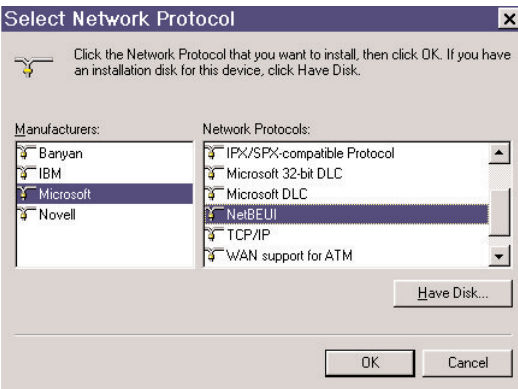 Select Network Protocol
Click the Network Protocol that you want to install, then click OK. If you have
an installation disk for this device, click Have Disk.
Manufacturers:
Banyan
IBM
Microsoft
Novell
Network Protocols:
IPX/SPX-compatible Protocol
Microsoft 32-bit DLC
Microsoft DLC
NetBEUI
TCP/IP
WAN support for ATM
Have Disk...
OK
Cancel